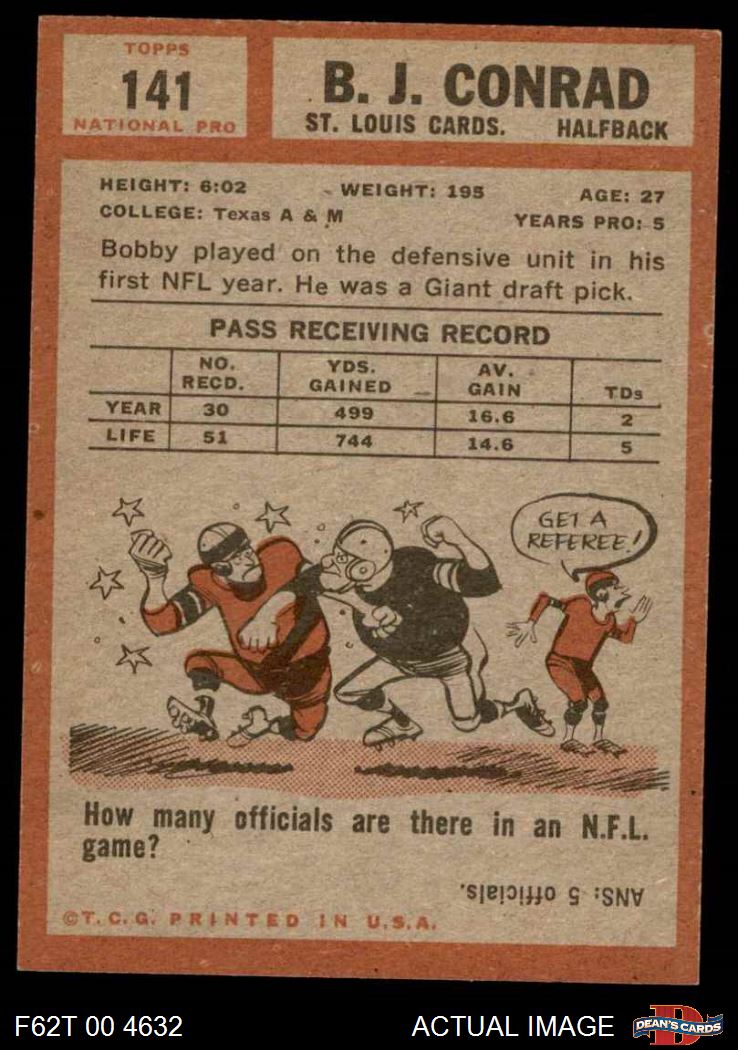 TOPPS
141
NATIONAL PRO
B. J. CONRAD
ST. LOUIS CARDS. HALFBACK
HEIGHT: 6:02 WEIGHT: 195 AGE: 27
COLLEGE: Texas A & M YEARS PRO: 5
Bobby played on the defensive unit in his
first NFL year. He was a Giant draft pick.
PASS RECEIVING RECORD
NO. RECD. YDS. GAINED AV. GAIN TDs
YEAR 30 499 16.6 2
LIFE 51 744 14.6 5
GET A
REFEREE!
How many officials are there in an N.F.L.
game?
ANS: 5 officials.
©T.C.G. PRINTED IN U.S.A.
F62T 00 4632 ACTUAL IMAGE
D
DEAN'S CARDS